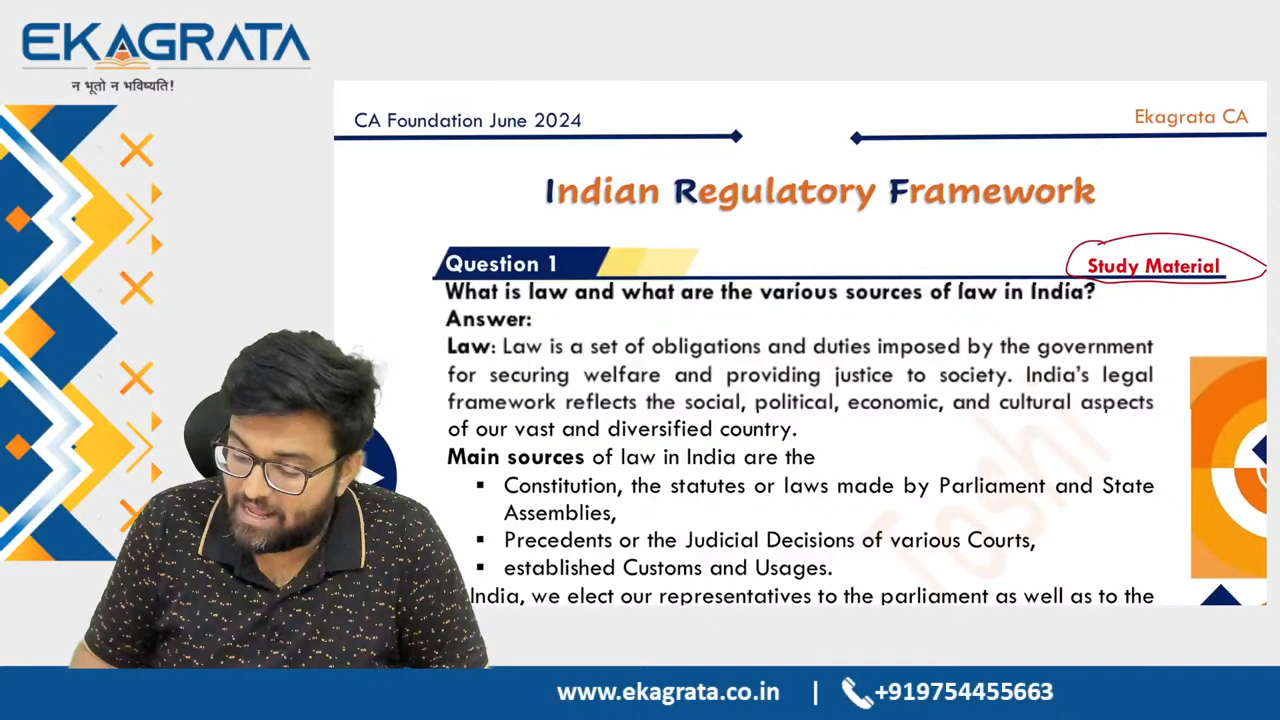 EKAGRATA
न भूतो न भविष्यति!
CA Foundation June 2024
Ekagrata CA
Indian Regulatory Framework
Question 1
Study Material
What is law and what are the various sources of law in India?
Answer:
Law: Law is a set of obligations and duties imposed by the government
for securing welfare and providing justice to society. India's legal
framework reflects the social, political, economic, and cultural aspects
of our vast and diversified country.
Main sources of law in India are the
▪ Constitution, the statutes or laws made by Parliament and State
Assemblies,
▪ Precedents or the Judicial Decisions of various Courts,
▪ established Customs and Usages.
India, we elect our representatives to the parliament as well as to the
Toshi
www.ekagrata.co.in | +919754455663